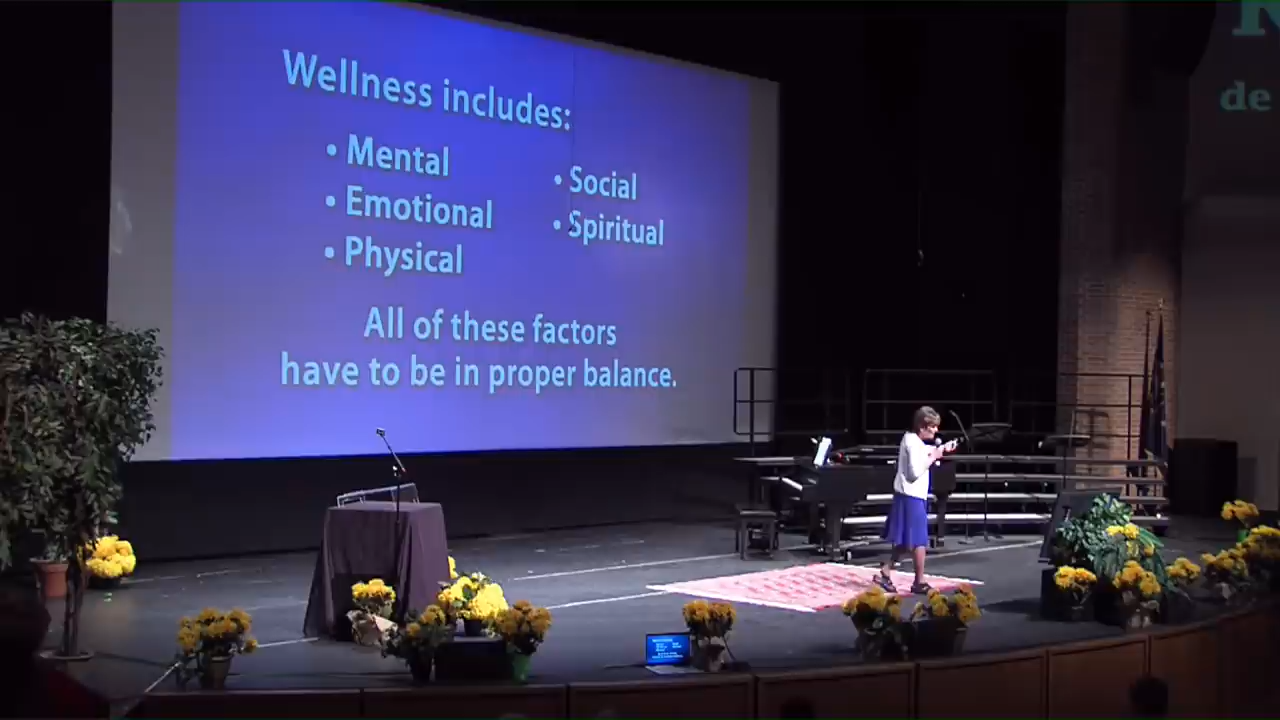 Wellness includes:
• Mental
• Emotional
• Physical
• Social
• Spiritual
All of these factors
have to be in proper balance.
de